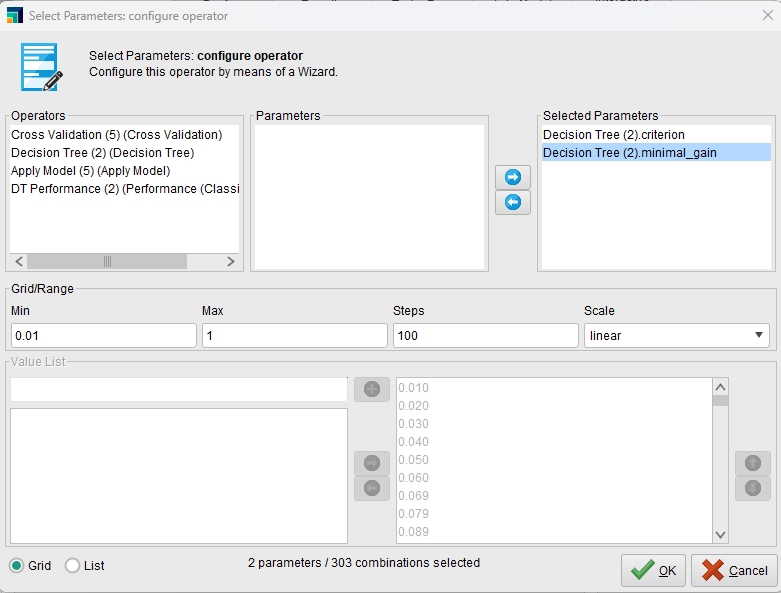 Select Parameters: configure operator
Select Parameters: configure operator
Configure this operator by means of a Wizard.
Operators
Cross Validation (5) (Cross Validation)
Decision Tree (2) (Decision Tree)
Apply Model (5) (Apply Model)
DT Performance (2) (Performance (Classi
Parameters
Selected Parameters
Decision Tree (2).criterion
Decision Tree (2).minimal_gain
Grid/Range
Min
Max
Steps
Scale
0.01
1
100
linear
Value List
0.010
0.020
0.030
0.040
0.050
0.060
0.069
0.079
0.089
Grid
List
2 parameters / 303 combinations selected
OK
Cancel